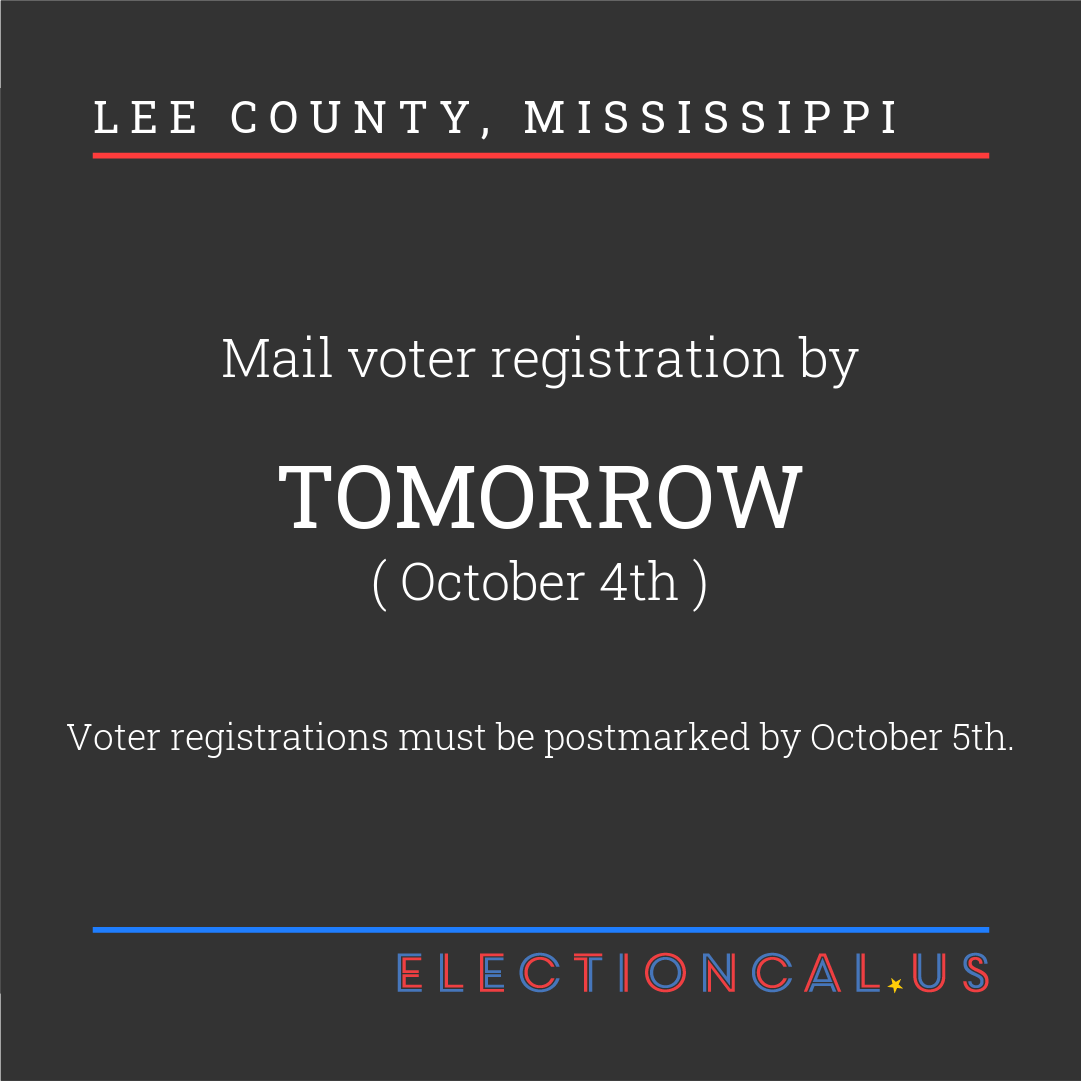 LEE COUNTY, MISSISSIPPI
Mail voter registration by
TOMORROW
( October 4th )
Voter registrations must be postmarked by October 5th.
ELECTIONCAL.US